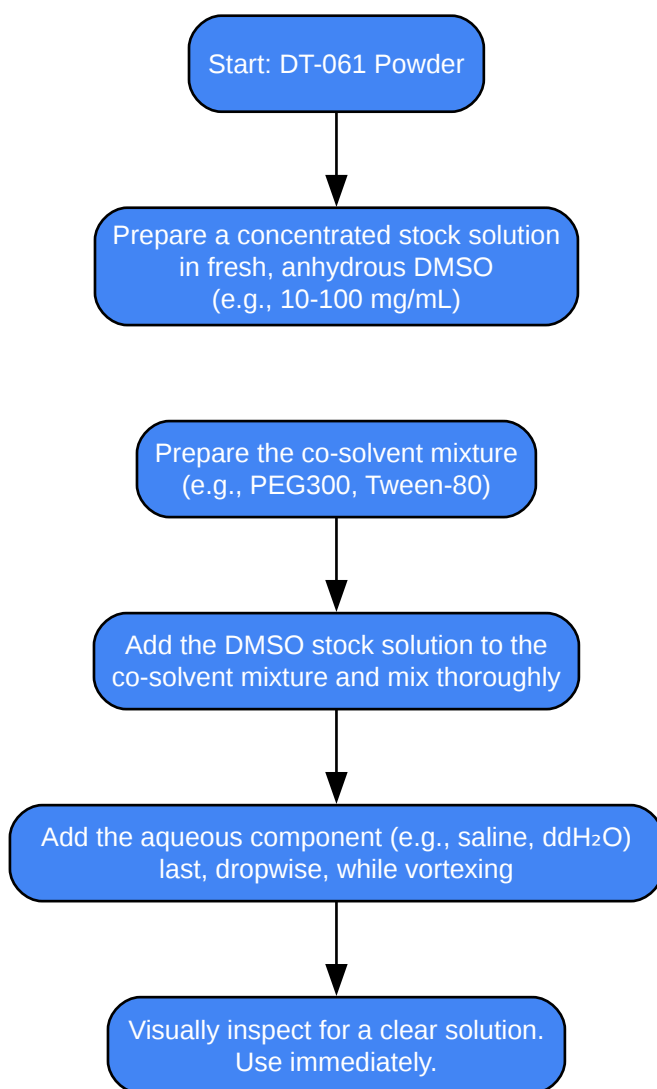 Start: DT-061 Powder
Prepare a concentrated stock solution
in fresh, anhydrous DMSO
(e.g., 10-100 mg/mL)
Prepare the co-solvent mixture
(e.g., PEG300, Tween-80)
Add the DMSO stock solution to the
co-solvent mixture and mix thoroughly
Add the aqueous component (e.g., saline, ddH₂O)
last, dropwise, while vortexing
Visually inspect for a clear solution.
Use immediately.